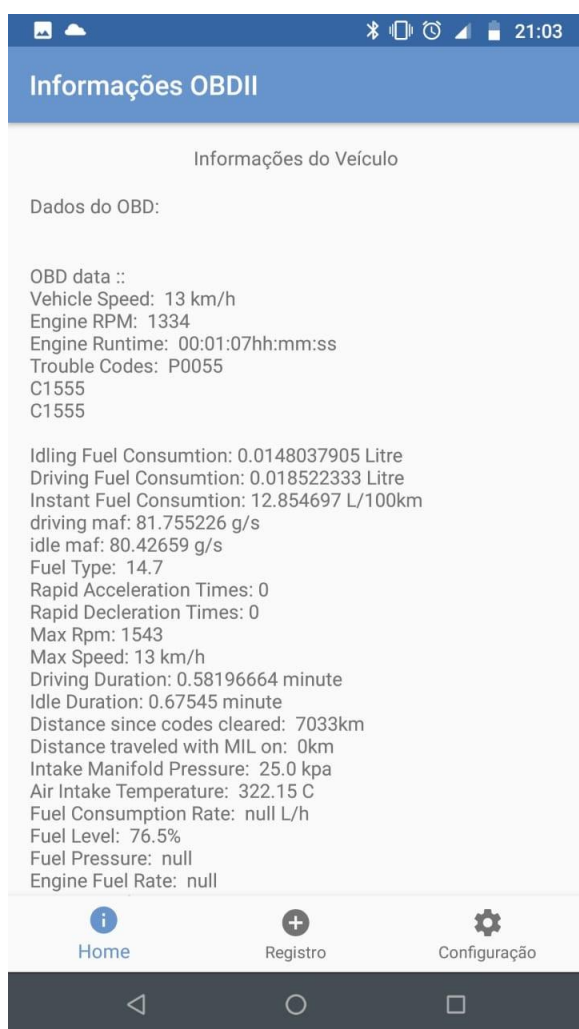 21:03
Informações OBDII
Informações do Veículo
Dados do OBD:
OBD data ::
Vehicle Speed:  13 km/h
Engine RPM:  1334
Engine Runtime:  00:01:07hh:mm:ss
Trouble Codes:  P0055
C1555
C1555
Idling Fuel Consumtion: 0.0148037905 Litre
Driving Fuel Consumtion: 0.018522333 Litre
Instant Fuel Consumtion: 12.854697 L/100km
driving maf: 81.755226 g/s
idle maf: 80.42659 g/s
Fuel Type:  14.7
Rapid Acceleration Times: 0
Rapid Decleration Times: 0
Max Rpm: 1543
Max Speed: 13 km/h
Driving Duration: 0.58196664 minute
Idle Duration: 0.67545 minute
Distance since codes cleared:  7033km
Distance traveled with MIL on:  0km
Intake Manifold Pressure:  25.0 kpa
Air Intake Temperature:  322.15 C
Fuel Consumption Rate:  null L/h
Fuel Level:  76.5%
Fuel Pressure:  null
Engine Fuel Rate:  null
Home
Registro
Configuração